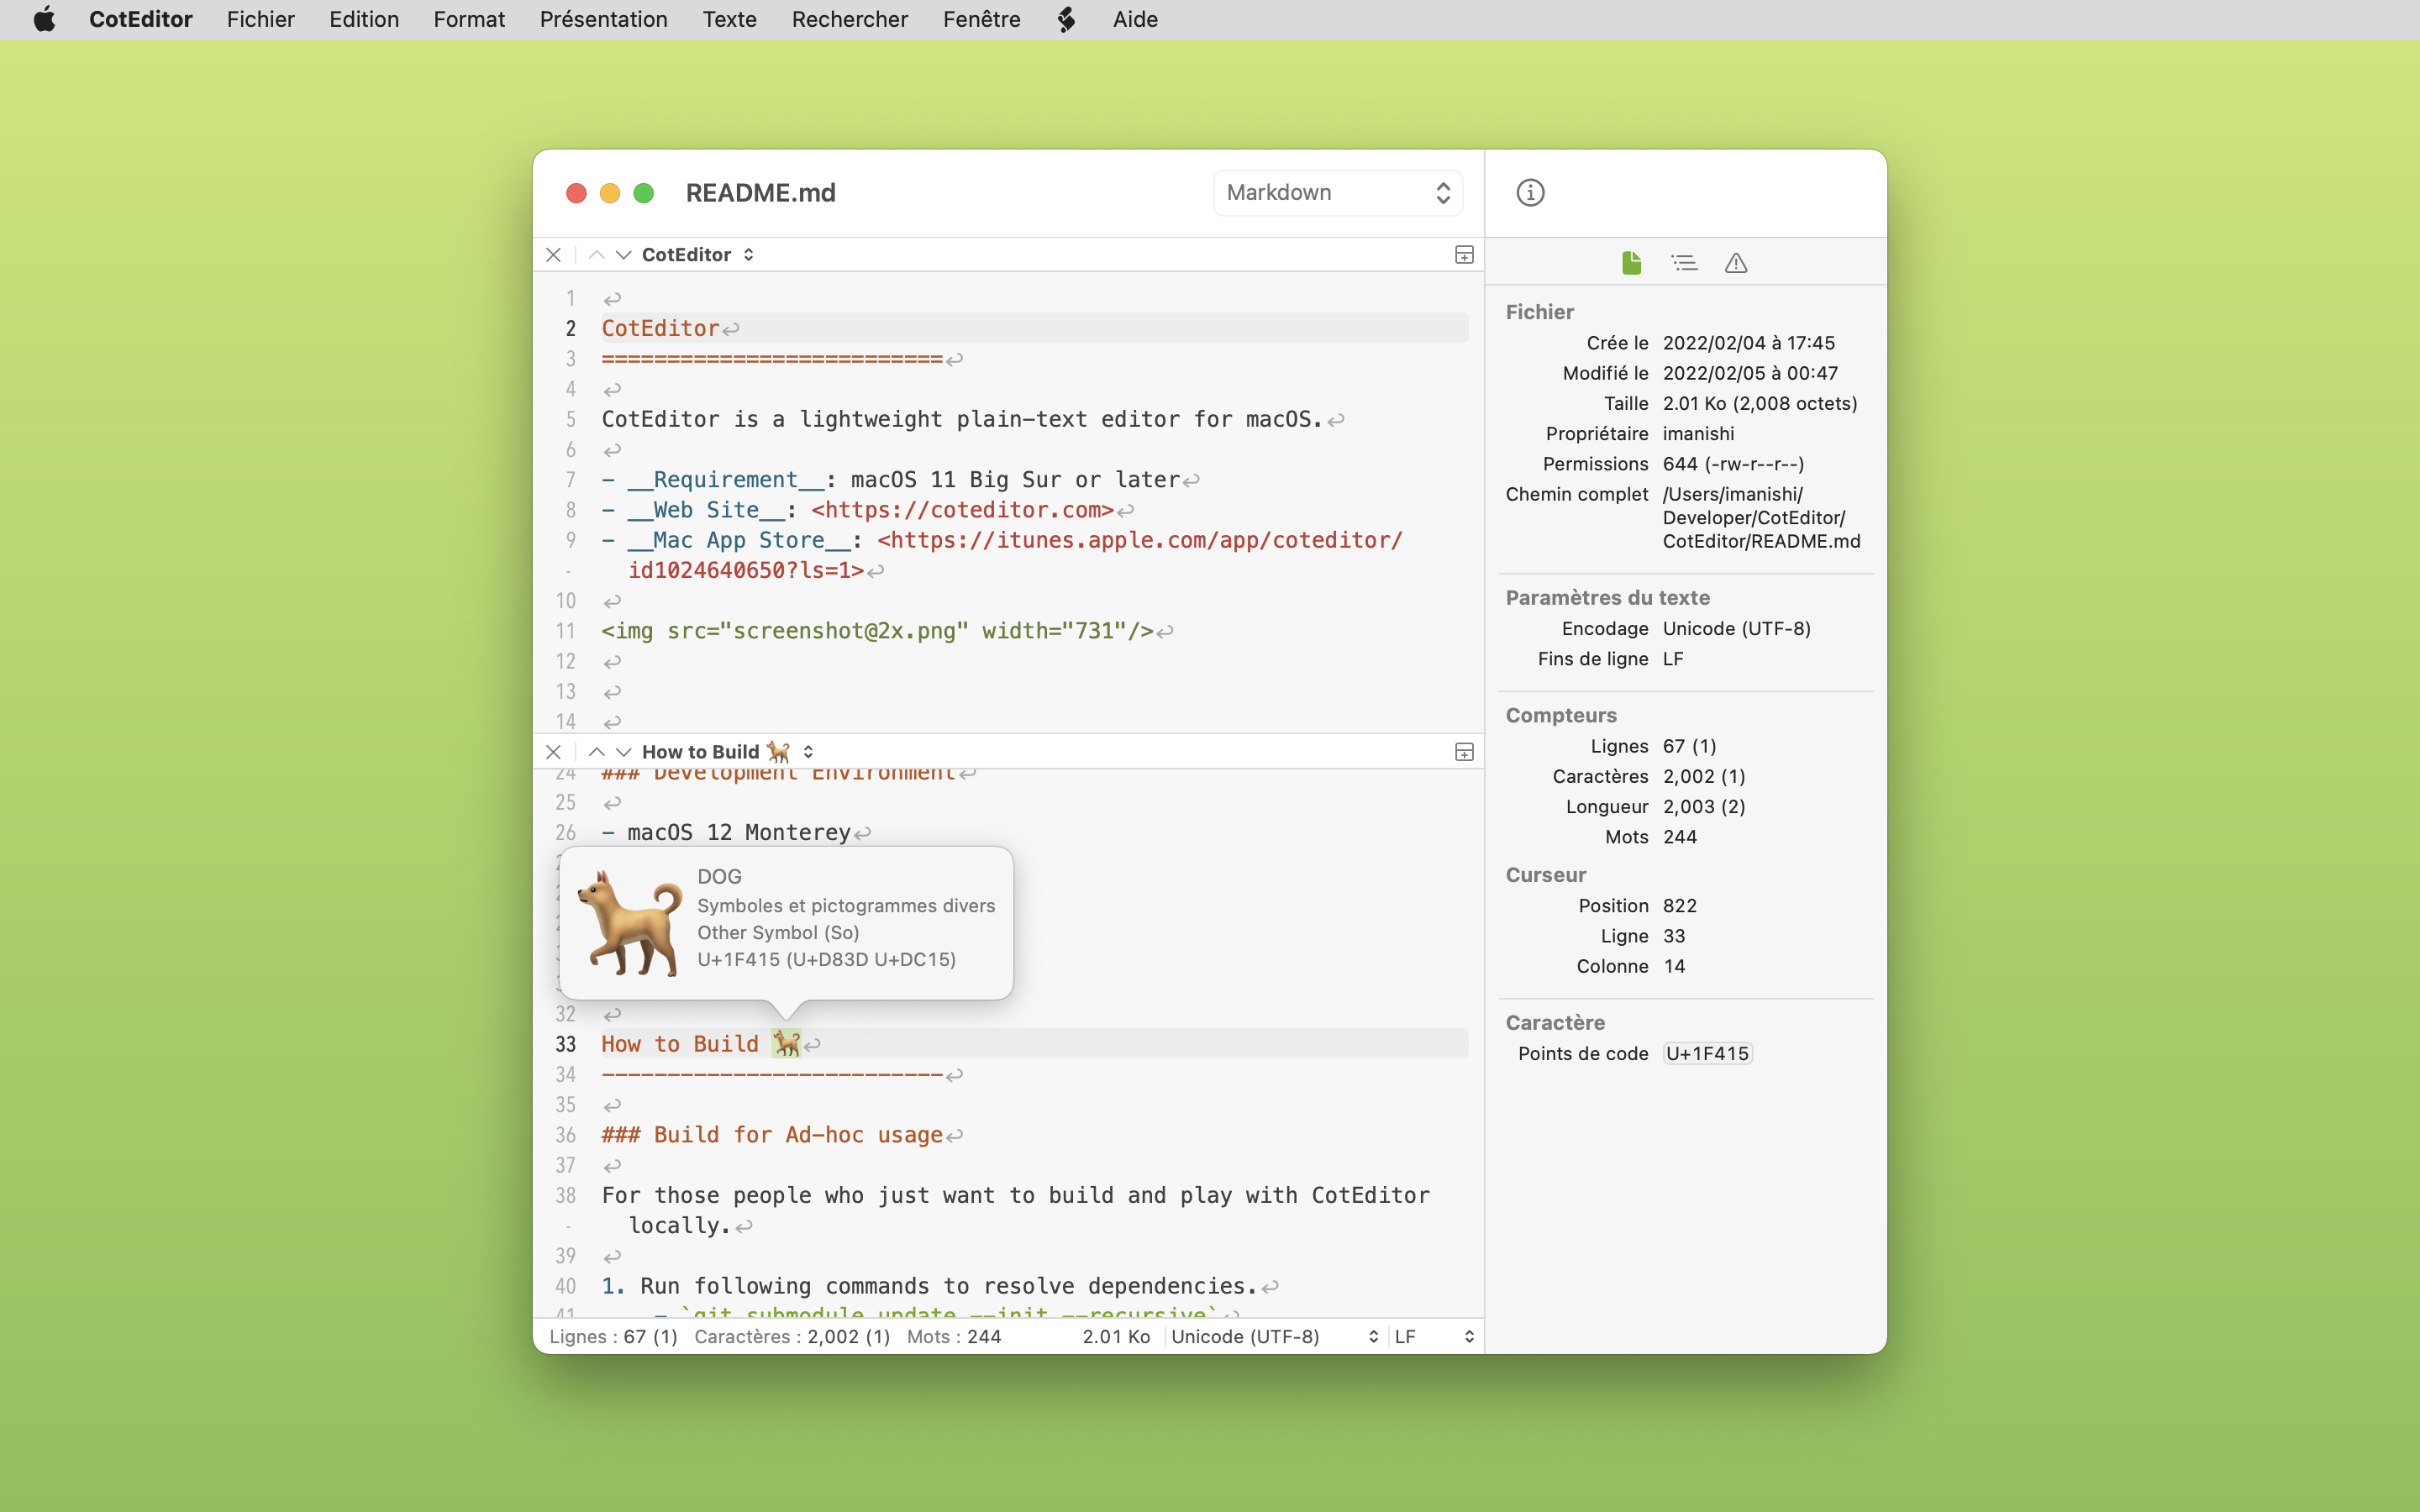 CotEditor Fichier Edition Format Présentation Texte Rechercher Fenêtre Aide
README.md
Markdown
CotEditor
1 ↩
2 CotEditor↩
3 ==========================↩
4 ↩
5 CotEditor is a lightweight plain-text editor for macOS.↩
6 ↩
7 - __Requirement__: macOS 11 Big Sur or later↩
8 - __Web Site__: <https://coteditor.com>↩
9 - __Mac App Store__: <https://itunes.apple.com/app/coteditor/
- id1024640650?ls=1>↩
10 ↩
11 <img src="screenshot@2x.png" width="731"/>↩
12 ↩
13 ↩
14 ↩
How to Build 🐕
24 ### Development Environment↩
25 ↩
26 - macOS 12 Monterey↩
DOG
Symboles et pictogrammes divers
Other Symbol (So)
U+1F415 (U+D83D U+DC15)
32 ↩
33 How to Build 🐕↩
34 --------------------------↩
35 ↩
36 ### Build for Ad-hoc usage↩
37 ↩
38 For those people who just want to build and play with CotEditor
- locally.↩
39 ↩
40 1. Run following commands to resolve dependencies.↩
41 - `git submodule update --init --recursive`↩
Lignes : 67 (1) Caractères : 2,002 (1) Mots : 244 2.01 Ko Unicode (UTF-8) LF
Fichier
Crée le 2022/02/04 à 17:45
Modifié le 2022/02/05 à 00:47
Taille 2.01 Ko (2,008 octets)
Propriétaire imanishi
Permissions 644 (-rw-r--r--)
Chemin complet /Users/imanishi/
Developer/CotEditor/
CotEditor/README.md
Paramètres du texte
Encodage Unicode (UTF-8)
Fins de ligne LF
Compteurs
Lignes 67 (1)
Caractères 2,002 (1)
Longueur 2,003 (2)
Mots 244
Curseur
Position 822
Ligne 33
Colonne 14
Caractère
Points de code U+1F415